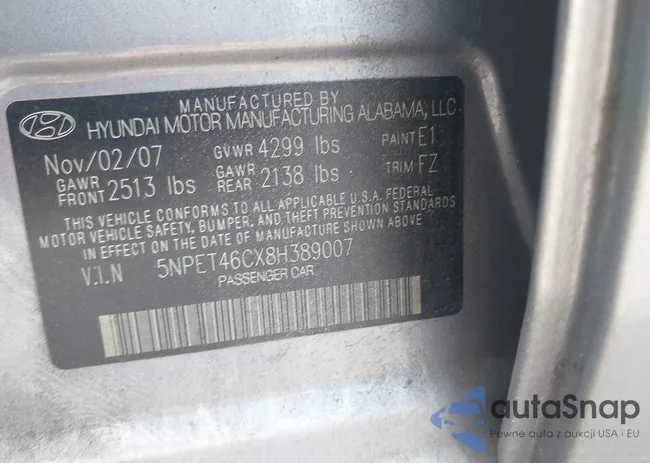 MANUFACTURED BY
HYUNDAI MOTOR MANUFACTURING ALABAMA, LLC
Nov/02/07 GVWR 4299 lbs PAINT E1
GAWR FRONT 2513 lbs GAWR REAR 2138 lbs TRIM FZ
THIS VEHICLE CONFORMS TO ALL APPLICABLE U.S.A. FEDERAL
MOTOR VEHICLE SAFETY, BUMPER, AND THEFT PREVENTION STANDARDS
IN EFFECT ON THE DATE OF MANUFACTURE SHOWN ABOVE.
V.I.N 5NPET46CX8H389007
PASSENGER CAR
autaSnap
Pewne auta z aukcji USA i EU